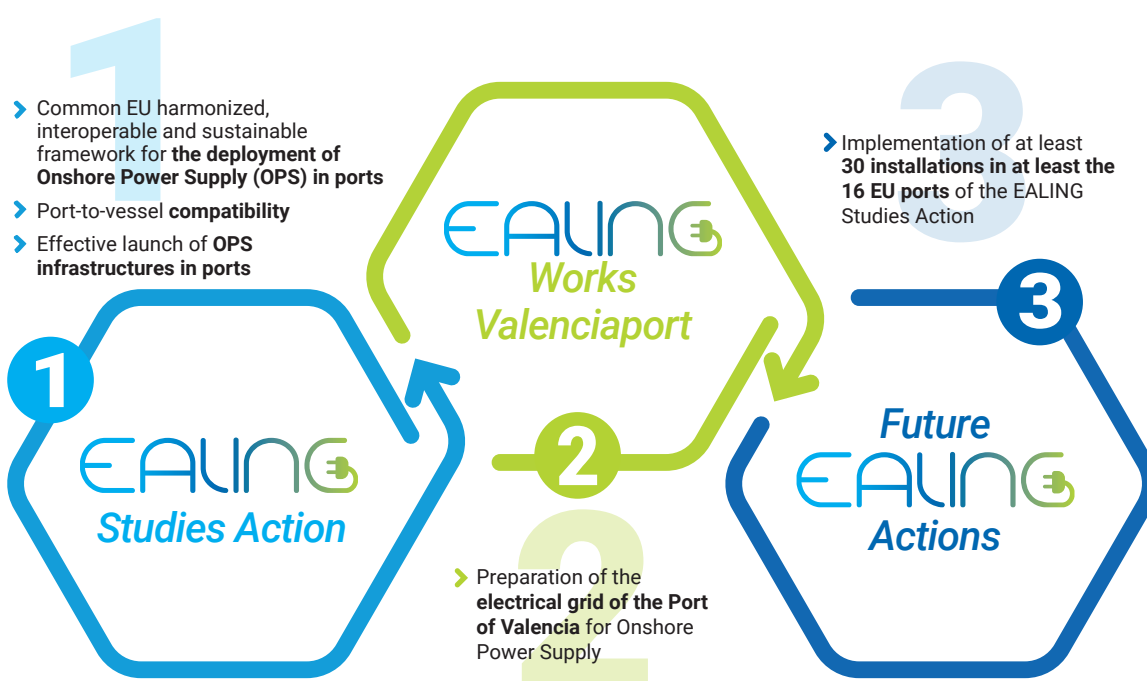 1
Common EU harmonized,
interoperable and sustainable
framework for the deployment of
Onshore Power Supply (OPS) in ports
Port-to-vessel compatibility
Effective launch of OPS
infrastructures in ports
1
EALING
Studies Action
EALING
Works
Valenciaport
2
2
Preparation of the
electrical grid of the Port
of Valencia for Onshore
Power Supply
3
Implementation of at least
30 installations in at least the
16 EU ports of the EALING
Studies Action
3
Future
EALING
Actions